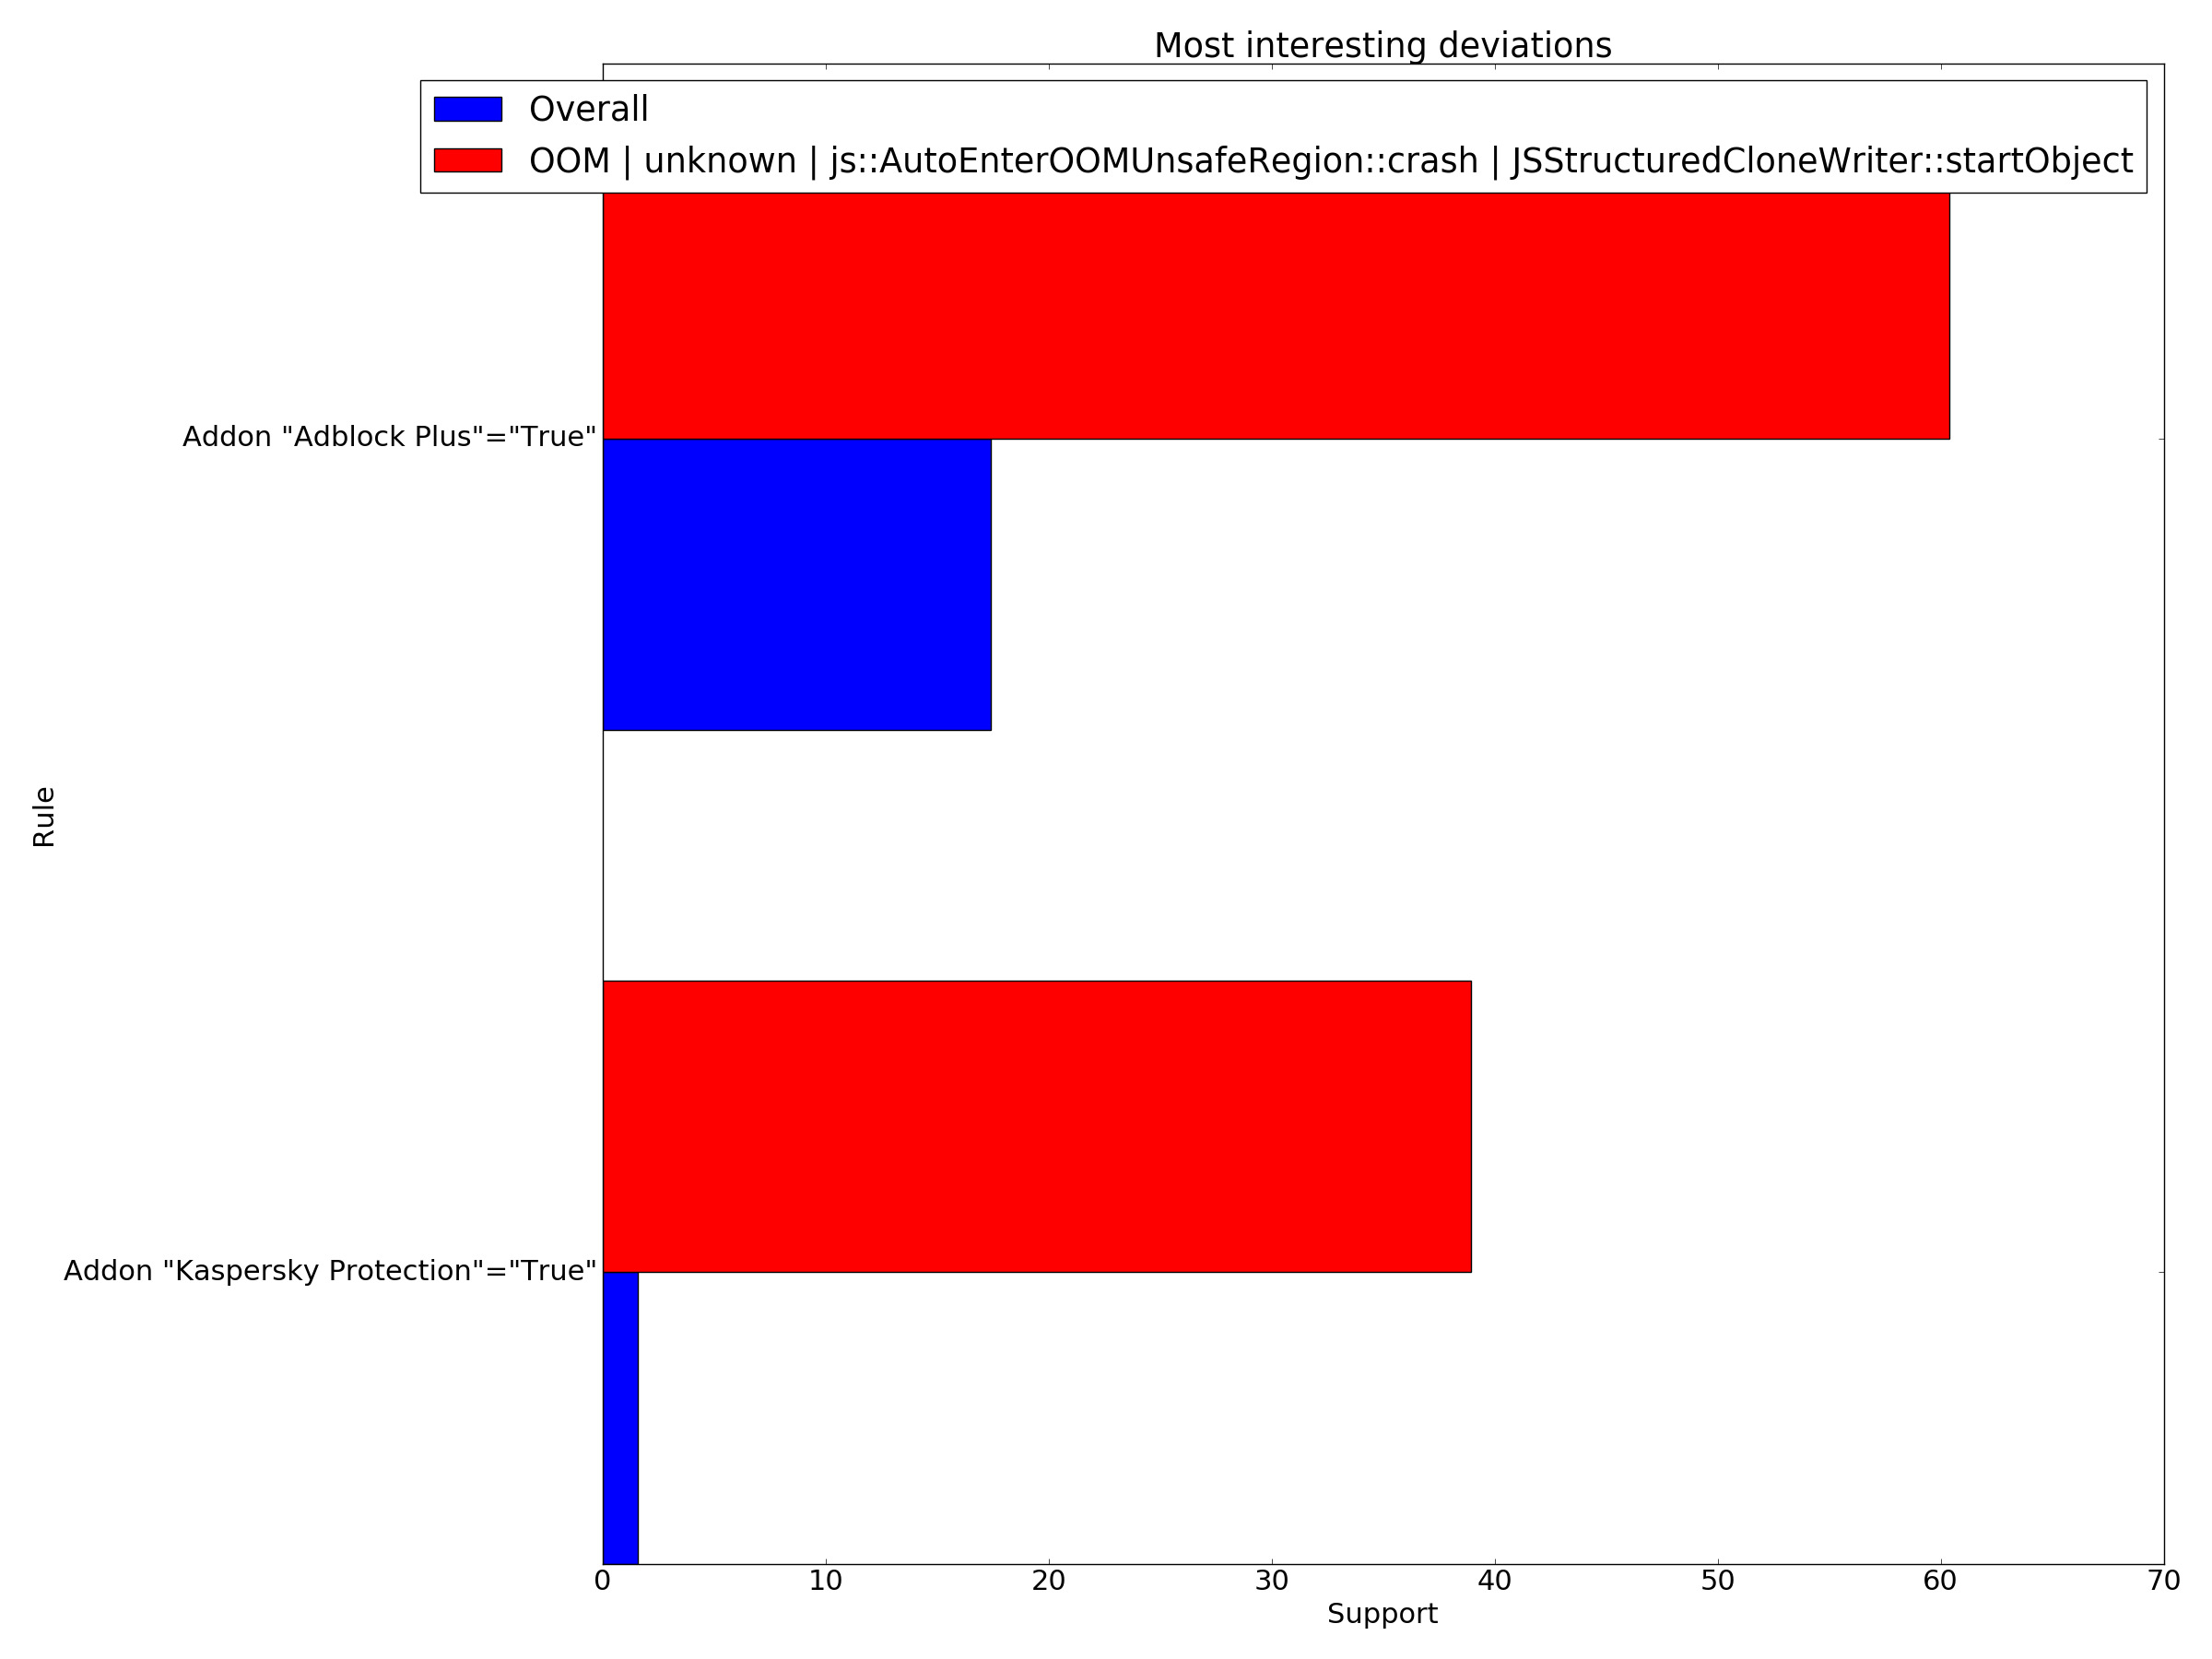 Most interesting deviations
Overall
OOM | unknown | js::AutoEnterOOMUnsafeRegion::crash | JSStructuredCloneWriter::startObject
Addon "Adblock Plus"="True"
Rule
Addon "Kaspersky Protection"="True"
0 10 20 30 40 50 60 70
Support